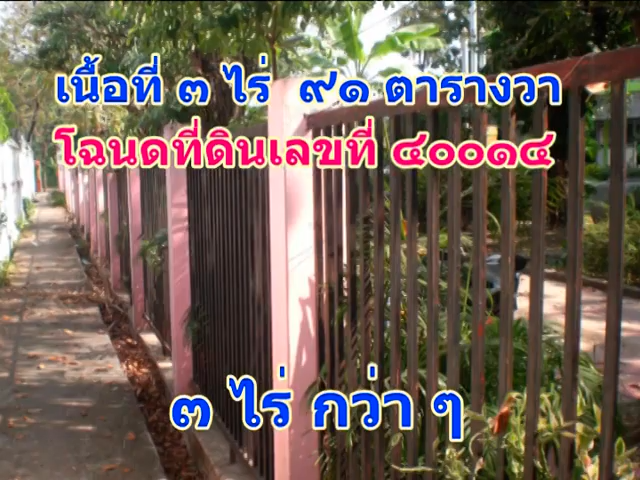 เนื้อที่ ๓ ไร่ ๙๑ ตารางวา
โฉนดที่ดินเลขที่ ๔๐๐๑๔
๓ ไร่ กว่า ๆ